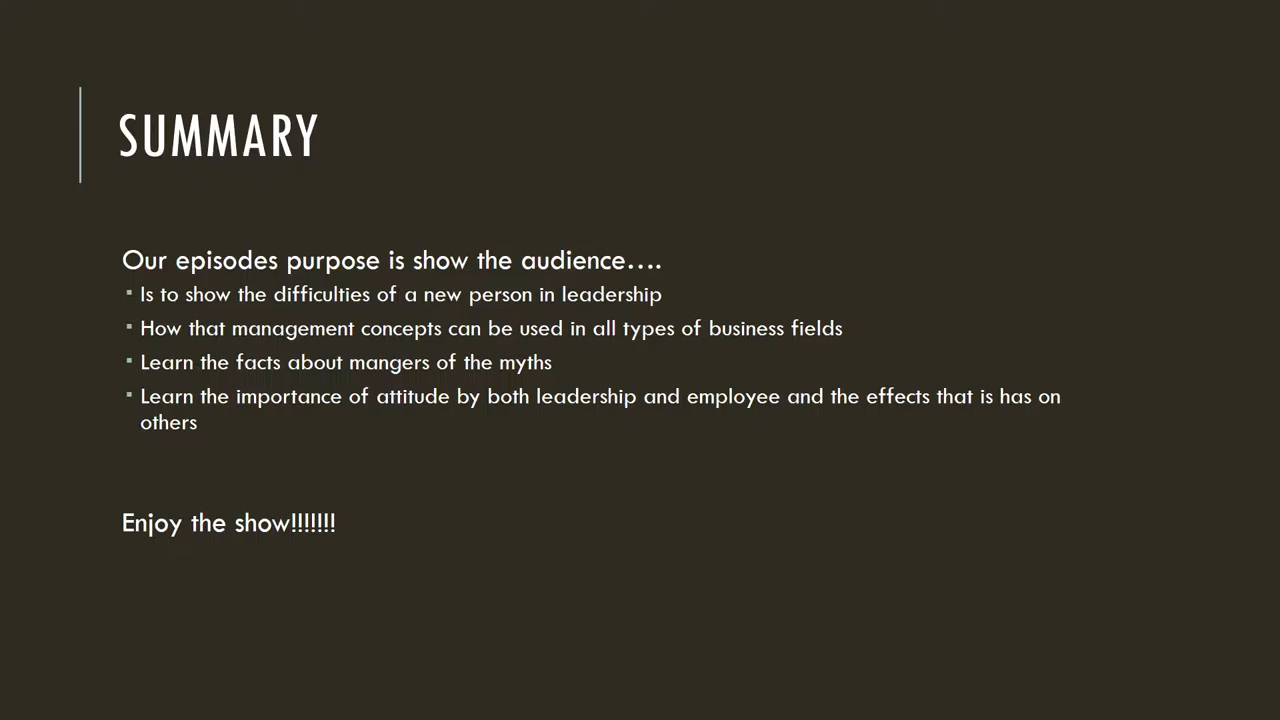 SUMMARY
Our episodes purpose is show the audience….
▪ Is to show the difficulties of a new person in leadership
▪ How that management concepts can be used in all types of business fields
▪ Learn the facts about mangers of the myths
▪ Learn the importance of attitude by both leadership and employee and the effects that is has on
others
Enjoy the show!!!!!!!